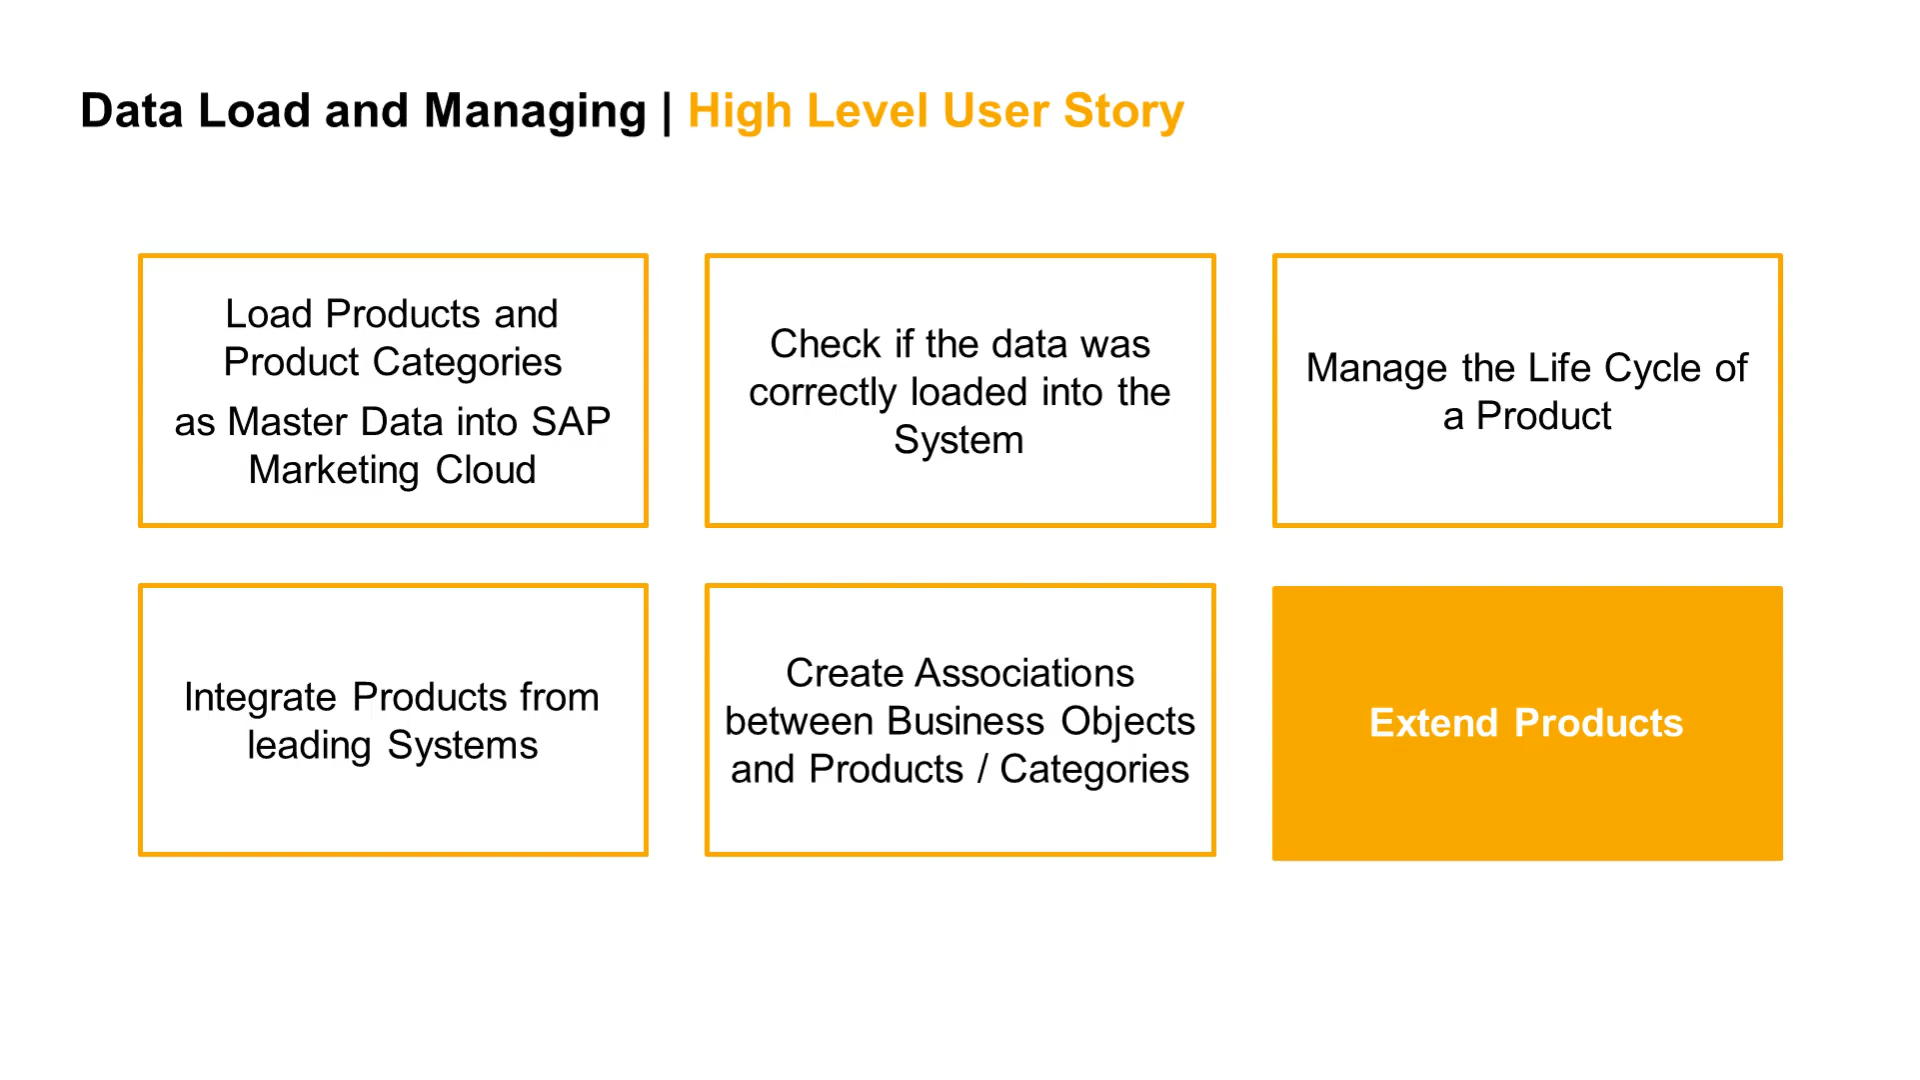 Data Load and Managing | High Level User Story
Load Products and
Product Categories
as Master Data into SAP
Marketing Cloud
Check if the data was
correctly loaded into the
System
Manage the Life Cycle of
a Product
Integrate Products from
leading Systems
Create Associations
between Business Objects
and Products / Categories
Extend Products